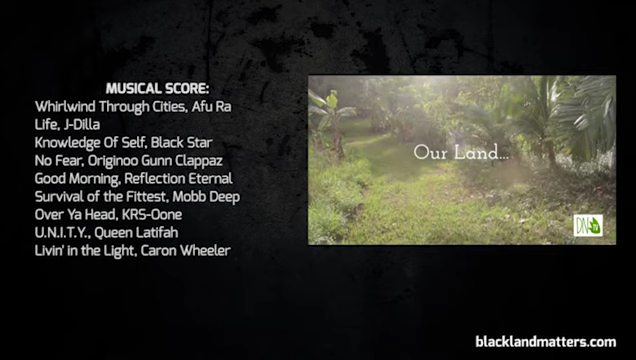 MUSICAL SCORE:
Whirlwind Through Cities, Afu Ra
Life, J-Dilla
Knowledge Of Self, Black Star
No Fear, Originoo Gunn Clappaz
Good Morning, Reflection Eternal
Survival of the Fittest, Mobb Deep
Over Ya Head, KRS-Oone
U.N.I.T.Y., Queen Latifah
Livin' in the Light, Caron Wheeler
Our Land...
blacklandmatters.com